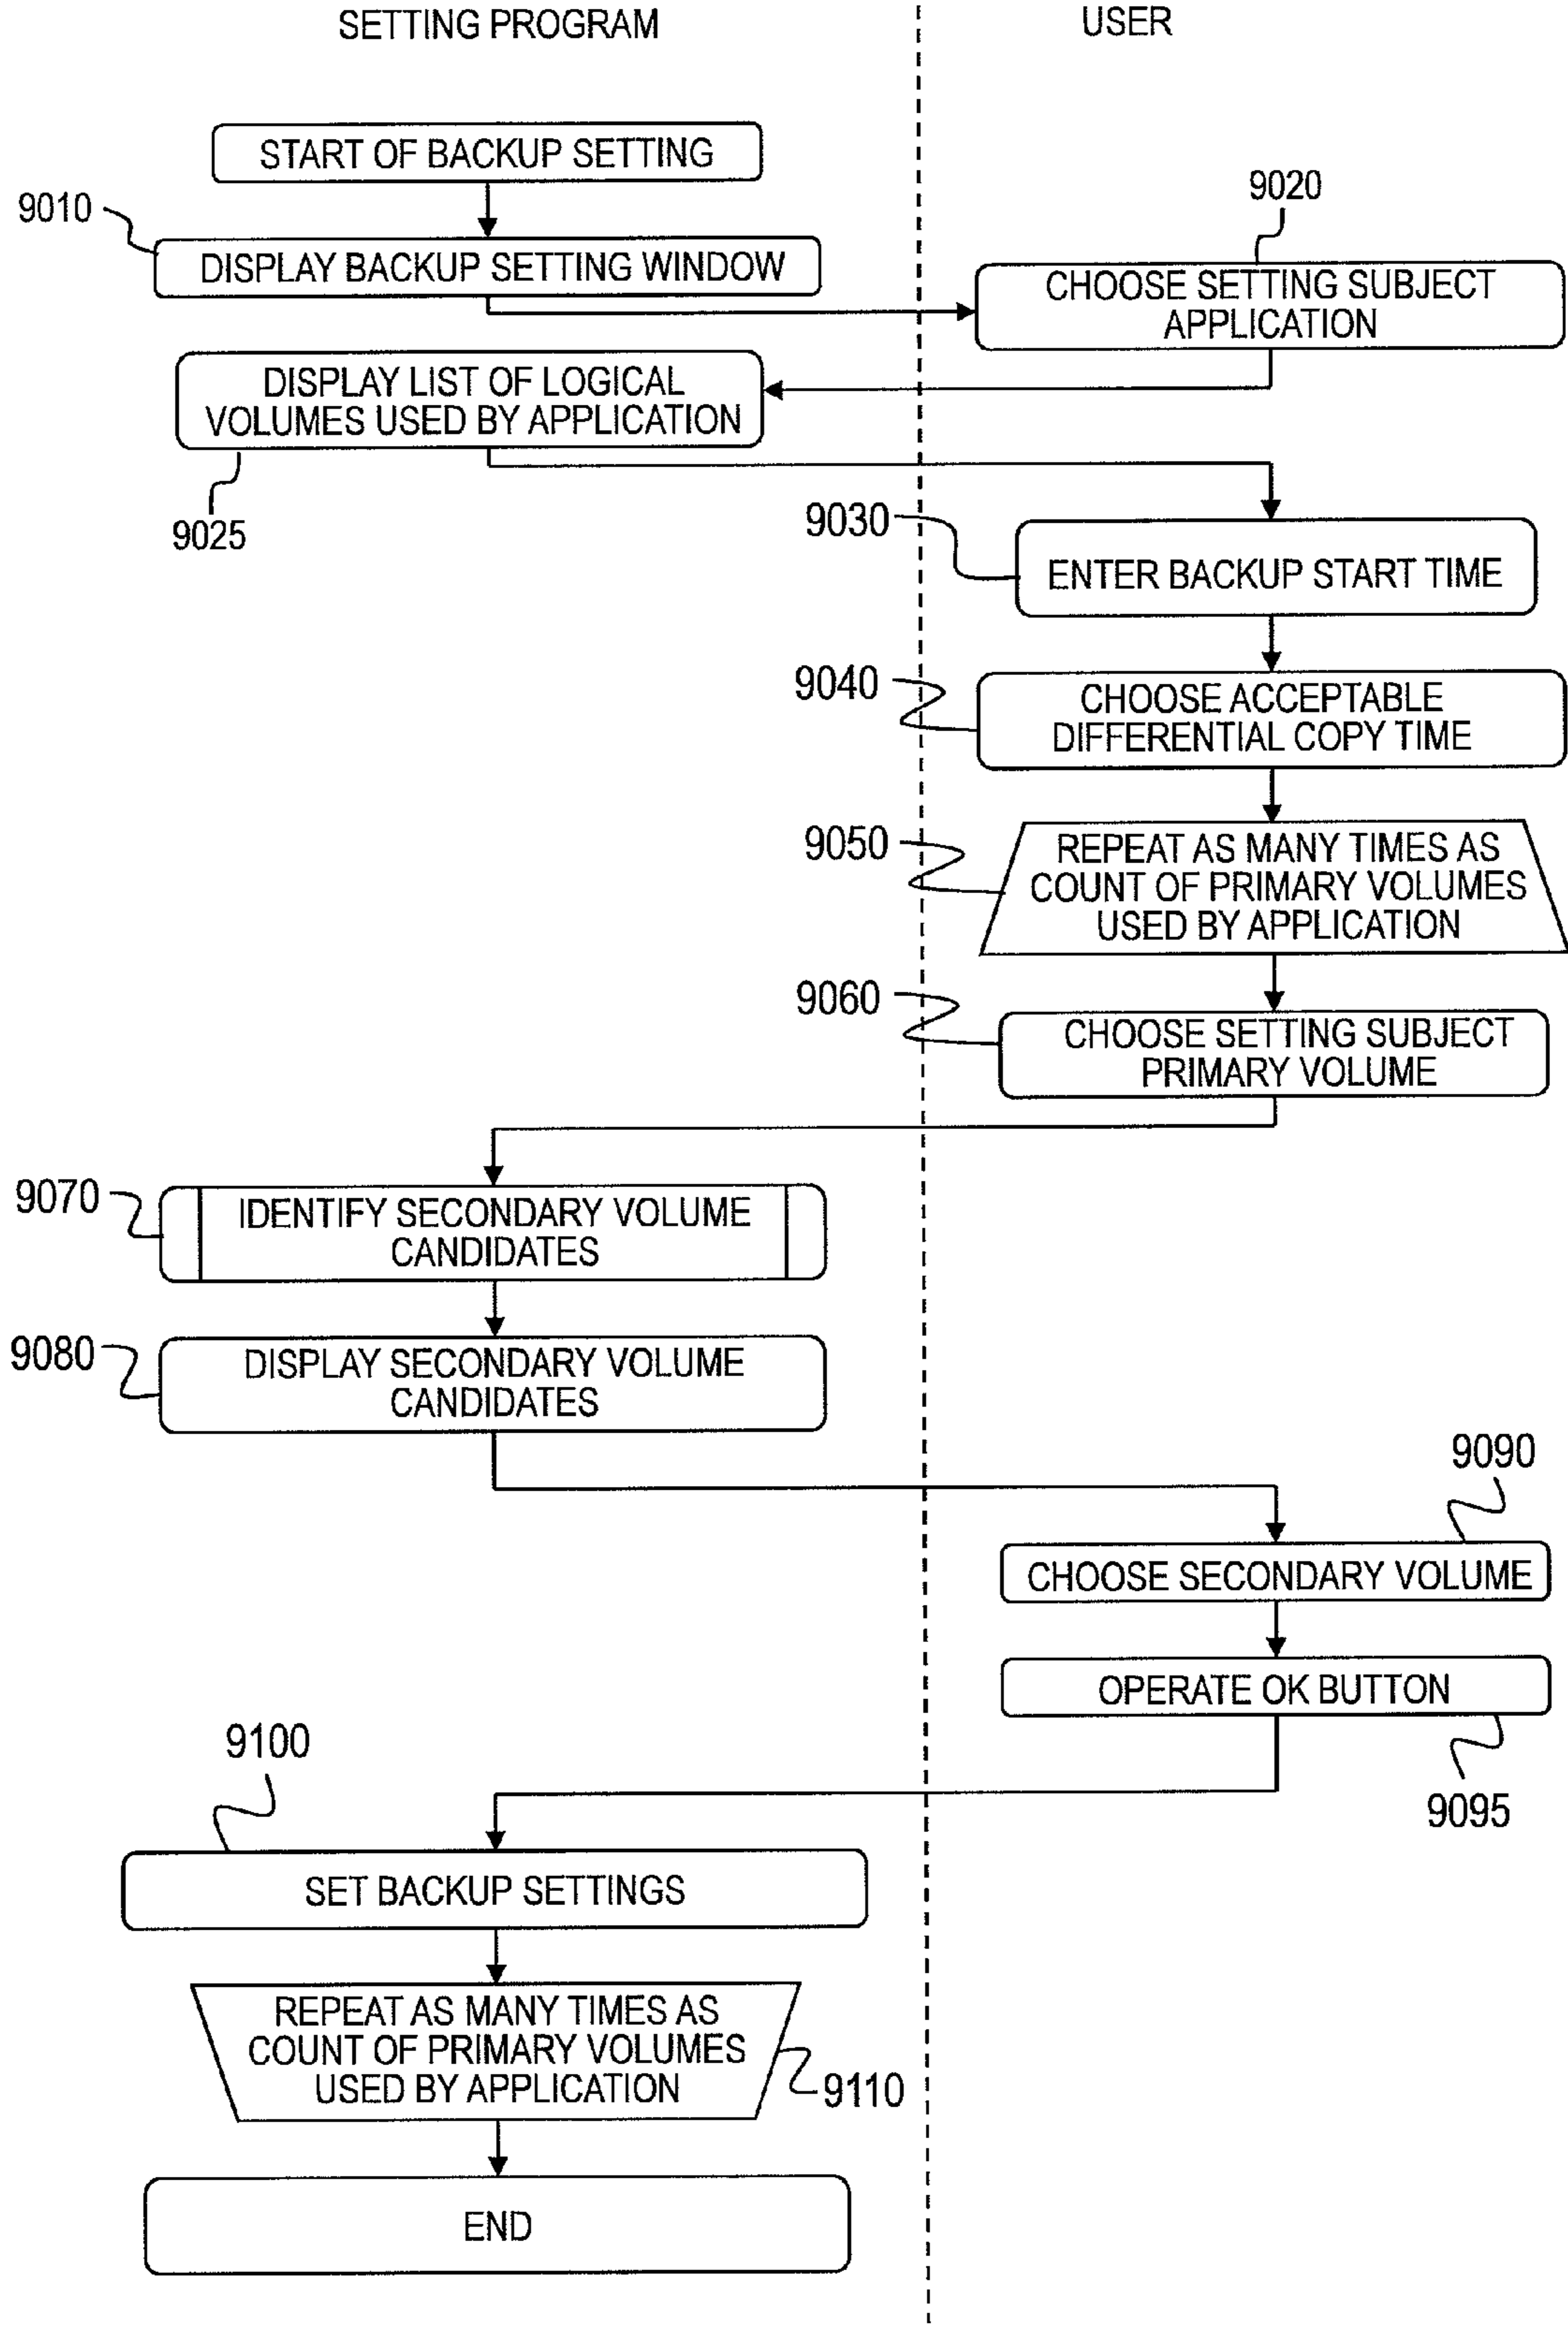 SETTING PROGRAM
USER
START OF BACKUP SETTING
9010
DISPLAY BACKUP SETTING WINDOW
9020
CHOOSE SETTING SUBJECT
APPLICATION
DISPLAY LIST OF LOGICAL
VOLUMES USED BY APPLICATION
9025
9030
ENTER BACKUP START TIME
9040
CHOOSE ACCEPTABLE
DIFFERENTIAL COPY TIME
9050
REPEAT AS MANY TIMES AS
COUNT OF PRIMARY VOLUMES
USED BY APPLICATION
9060
CHOOSE SETTING SUBJECT
PRIMARY VOLUME
9070
IDENTIFY SECONDARY VOLUME
CANDIDATES
9080
DISPLAY SECONDARY VOLUME
CANDIDATES
9090
CHOOSE SECONDARY VOLUME
OPERATE OK BUTTON
9095
9100
SET BACKUP SETTINGS
REPEAT AS MANY TIMES AS
COUNT OF PRIMARY VOLUMES
USED BY APPLICATION
9110
END